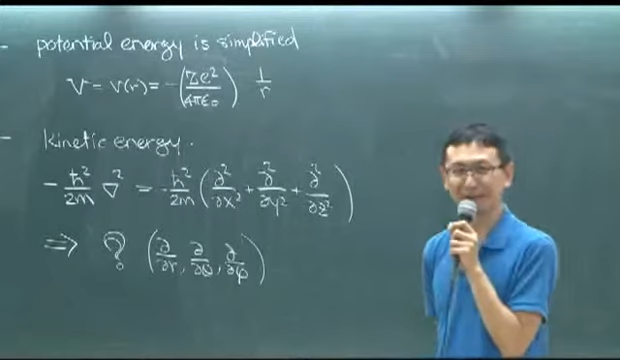 - potential energy is simplified
V = V(r) = -(Ze²/4πε₀) 1/r
- kinetic energy.
-ħ²/2m ∇² = -ħ²/2m (∂²/∂x² + ∂²/∂y² + ∂²/∂z²)
⇒ ? (∂/∂r, ∂/∂θ, ∂/∂φ)